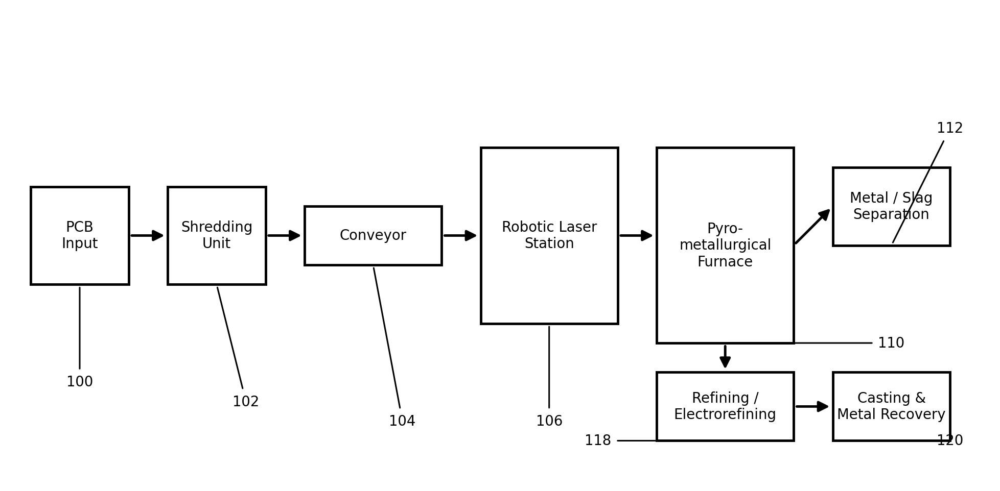 112
PCB
Input
Shredding
Unit
Conveyor
Robotic Laser
Station
Pyro-
metallurgical
Furnace
Metal / Slag
Separation
110
100
102
104
106
Refining /
Electrorefining
Casting &
Metal Recovery
118
120